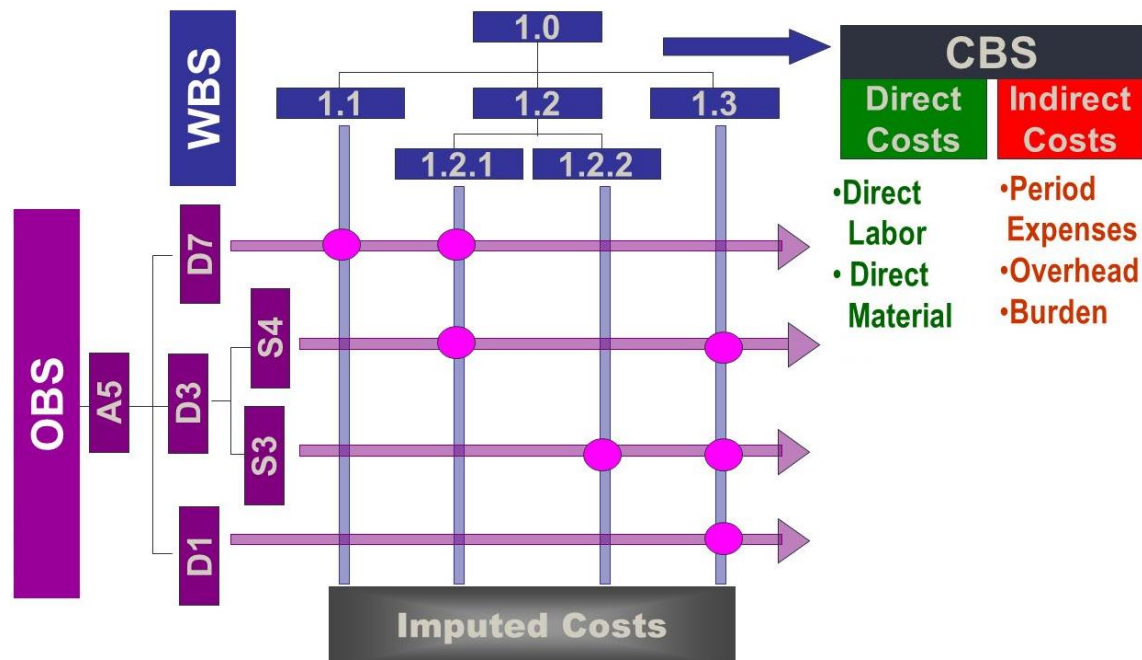 WBS
1.0
1.1
1.2
1.3
1.2.1
1.2.2
CBS
Direct
Costs
Indirect
Costs
•Direct
Labor
• Direct
Material
•Period
Expenses
•Overhead
•Burden
OBS
A5
D7
D3
D1
S4
S3
Imputed Costs